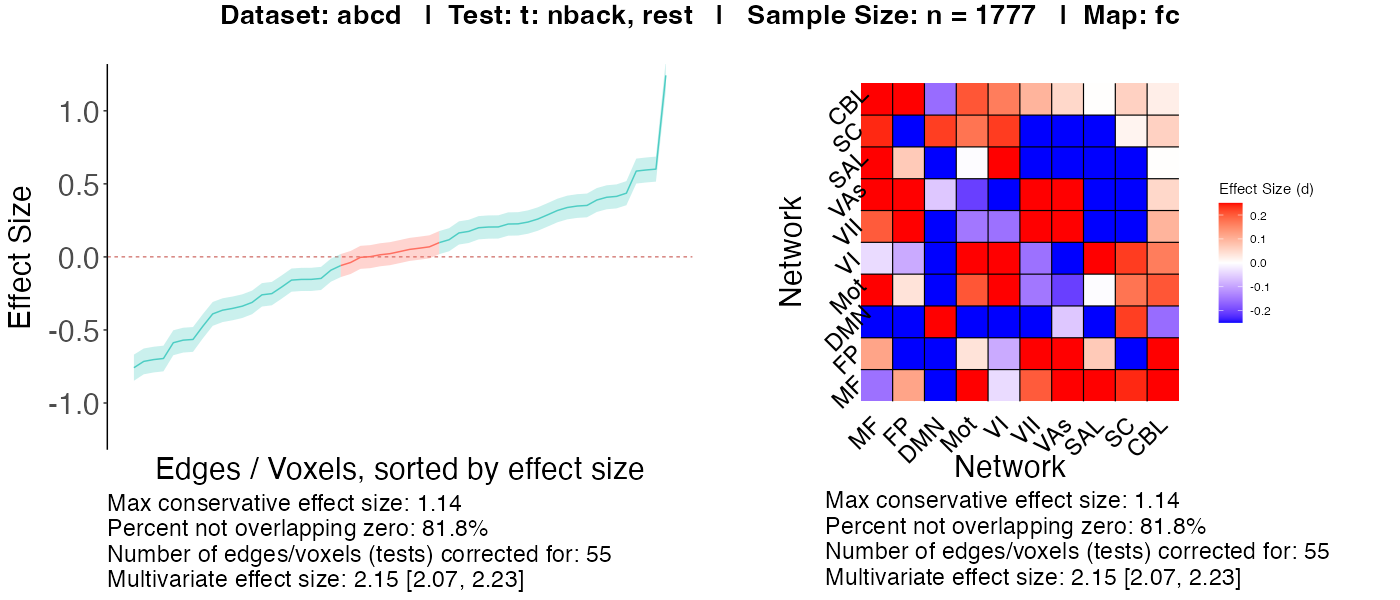 Dataset: abcd | Test: t: nback, rest | Sample Size: n = 1777 | Map: fc
Effect Size
1.0
0.5
0.0
-0.5
-1.0
Edges / Voxels, sorted by effect size
Max conservative effect size: 1.14
Percent not overlapping zero: 81.8%
Number of edges/voxels (tests) corrected for: 55
Multivariate effect size: 2.15 [2.07, 2.23]
Network
CBL
SC
SAL
VAs
VII
VI
Mot
DMN
FP
MF
MF FP DMN Mot VI VII VAs SAL SC CBL
Network
Effect Size (d)
0.2
0.1
0.0
-0.1
-0.2
Max conservative effect size: 1.14
Percent not overlapping zero: 81.8%
Number of edges/voxels (tests) corrected for: 55
Multivariate effect size: 2.15 [2.07, 2.23]